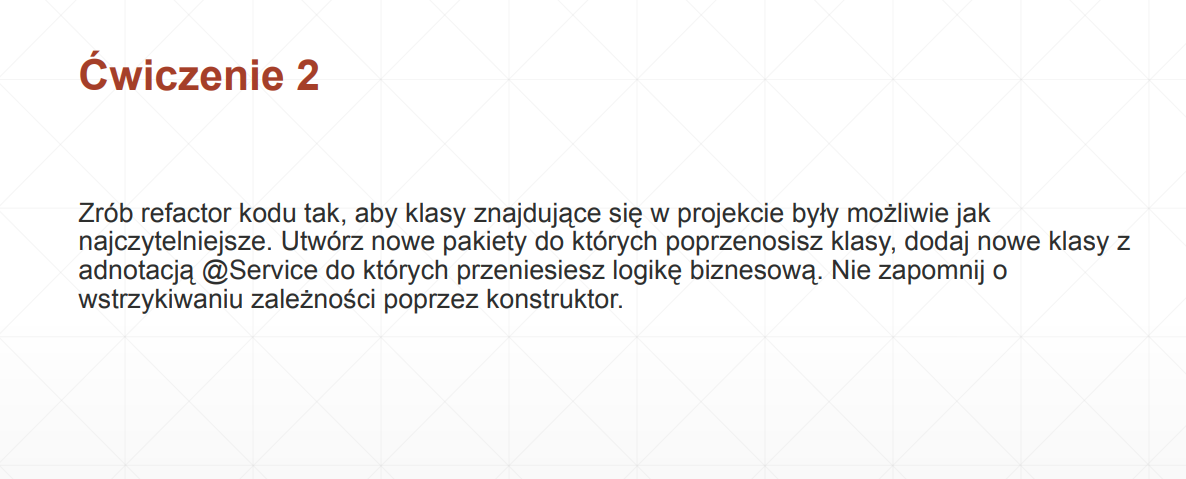 Ćwiczenie 2
Zrób refactor kodu tak, aby klasy znajdujące się w projekcie były możliwie jak
najczytelniejsze. Utwórz nowe pakiety do których poprzenosisz klasy, dodaj nowe klasy z
adnotacją @Service do których przeniesiesz logikę biznesową. Nie zapomnij o
wstrzykiwaniu zależności poprzez konstruktor.